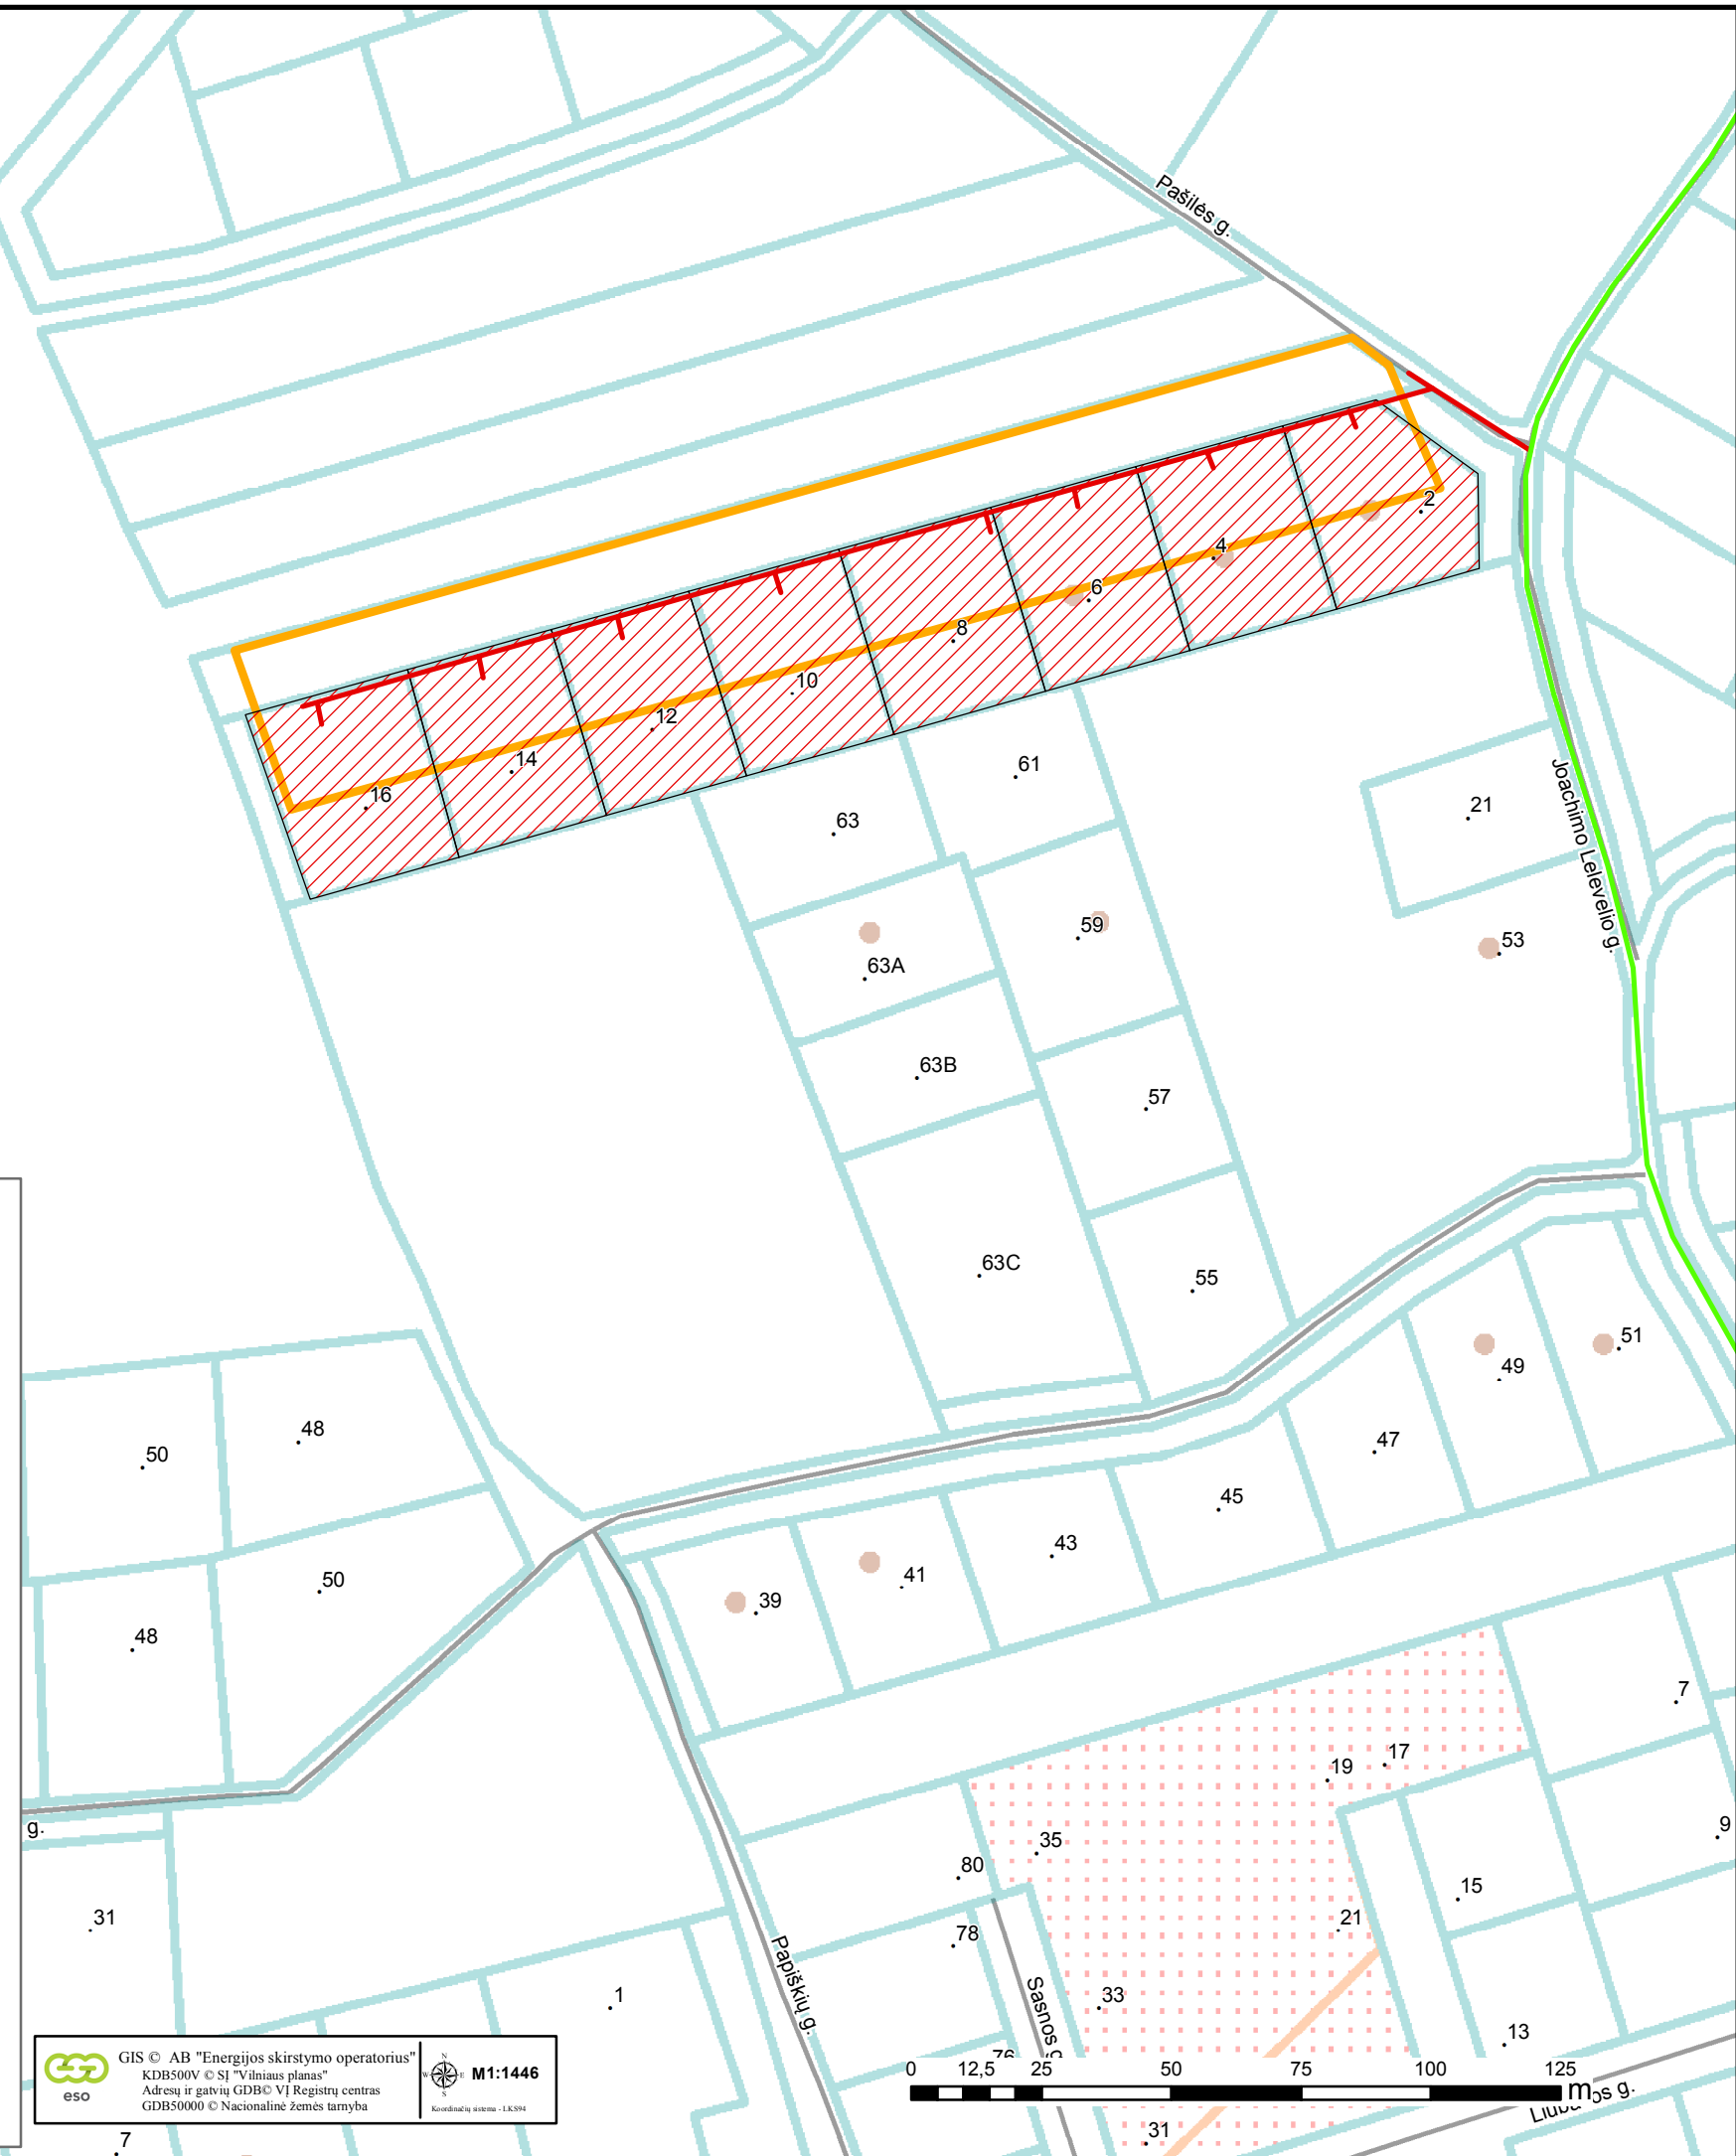 Pašilės g.
2
4
6
8
10
12
14
16
61
63
21
Joachimo Lelevelio g.
59
53
63A
63B
57
63C
55
51
49
50
48
47
45
43
50
41
39
48
7
17
19
g.
9
35
80
15
31
21
78
Papiškių g.
1
33
Sasnos g
13
76
GIS © AB "Energijos skirstymo operatorius"
KDB500V © SĮ "Vilniaus planas"
Adresų ir gatvių GDB© VĮ Registrų centras
GDB50000 © Nacionalinė žemės tarnyba
eso
N
W E
S
M1:1446
Koordinačių sistema - LKS94
0 12,5 25 50 75 100 125
m
os g.
31
7